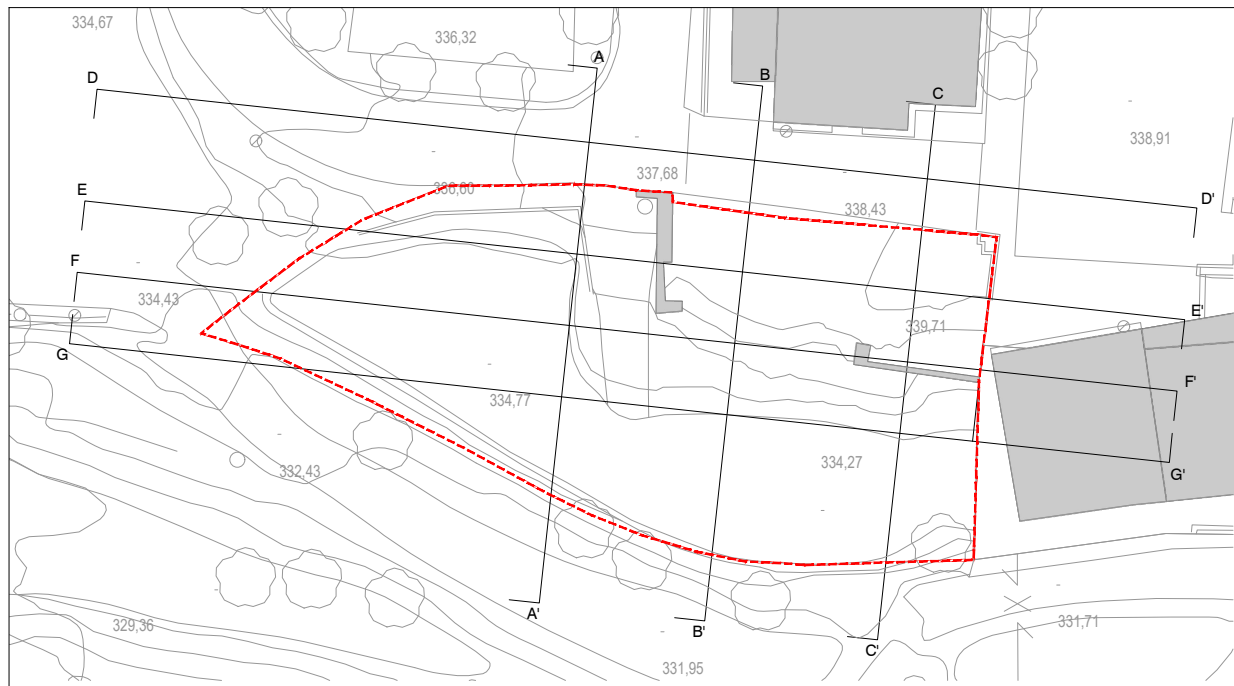 334,67
336,32
A
B
C
D
338,91
337,68
336,60
E
338,43
D'
F
334,43
339,71
E'
G
F'
334,77
334,27
332,43
G'
A'
B'
C'
329,36
331,95
331,71